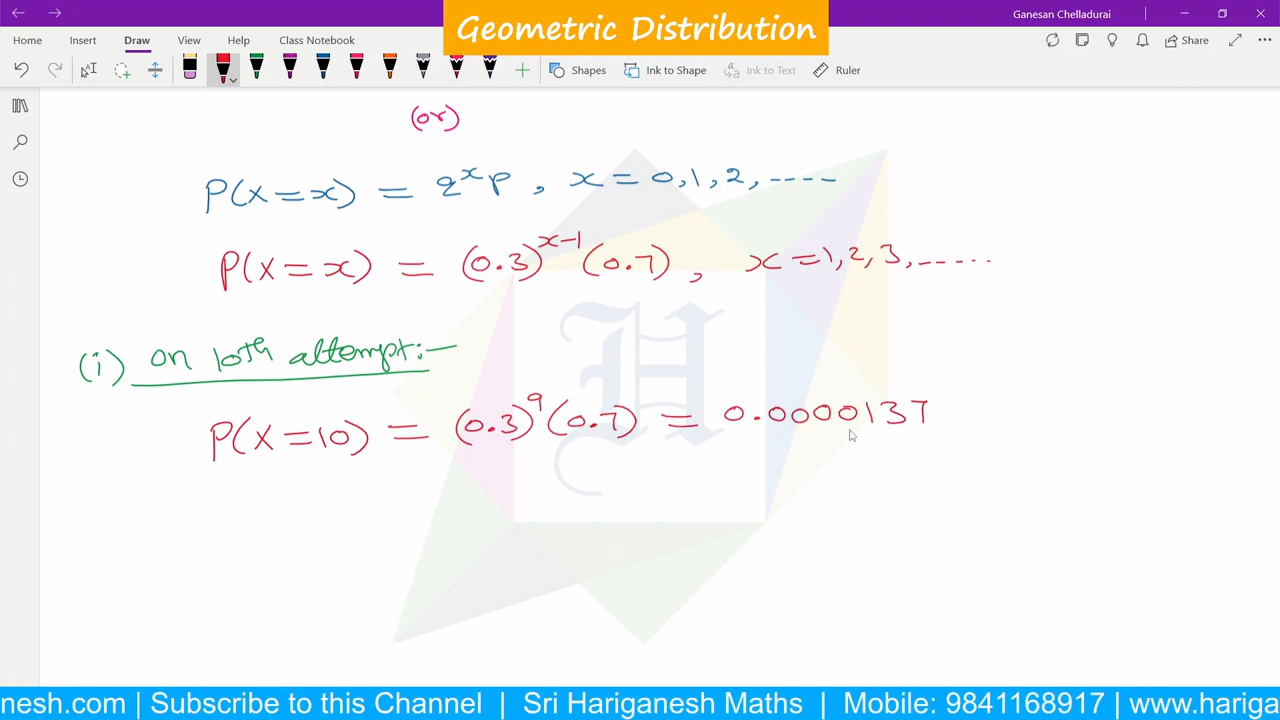 Geometric Distribution
Ganesan Chelladurai
Home Insert Draw View Help Class Notebook
Share
Shapes Ink to Shape Ink to Text Ruler
(or)
P(X=x) = q^x p, x = 0,1,2,----
P(X=x) = (0.3)^{x-1} (0.7), x = 1,2,3,.....
(i) on 10th attempt:-
P(X=10) = (0.3)^9 (0.7) = 0.0000137
H
nesh.com | Subscribe to this Channel | Sri Hariganesh Maths | Mobile: 9841168917 | www.hariga